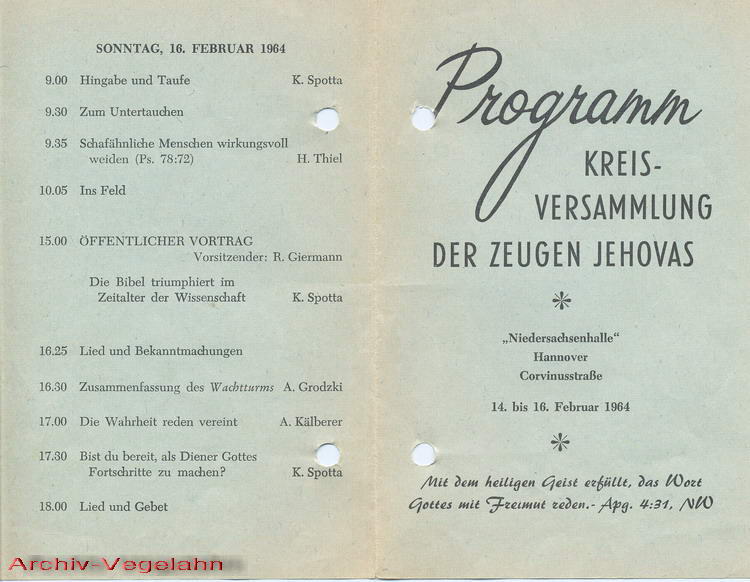 SONNTAG, 16. FEBRUAR 1964
9.00 Hingabe und Taufe K. Spotta
9.30 Zum Untertauchen
9.35 Schafähnliche Menschen wirkungsvoll
weiden (Ps. 78:72) H. Thiel
10.05 Ins Feld
15.00 ÖFFENTLICHER VORTRAG
Vorsitzender: R. Giermann
Die Bibel triumphiert im
Zeitalter der Wissenschaft K. Spotta
16.25 Lied und Bekanntmachungen
16.30 Zusammenfassung des Wachtturms A. Grodzki
17.00 Die Wahrheit reden vereint A. Kälberer
17.30 Bist du bereit, als Diener Gottes
Fortschritte zu machen? K. Spotta
18.00 Lied und Gebet
Archiv-Vegelahn
Programm
KREIS-
VERSAMMLUNG
DER ZEUGEN JEHOVAS
„Niedersachsenhalle"
Hannover
Corvinusstraße
14. bis 16. Februar 1964
Mit dem heiligen Geist erfüllt, das Wort
Gottes mit Freimut reden.- Apg. 4:31, NW